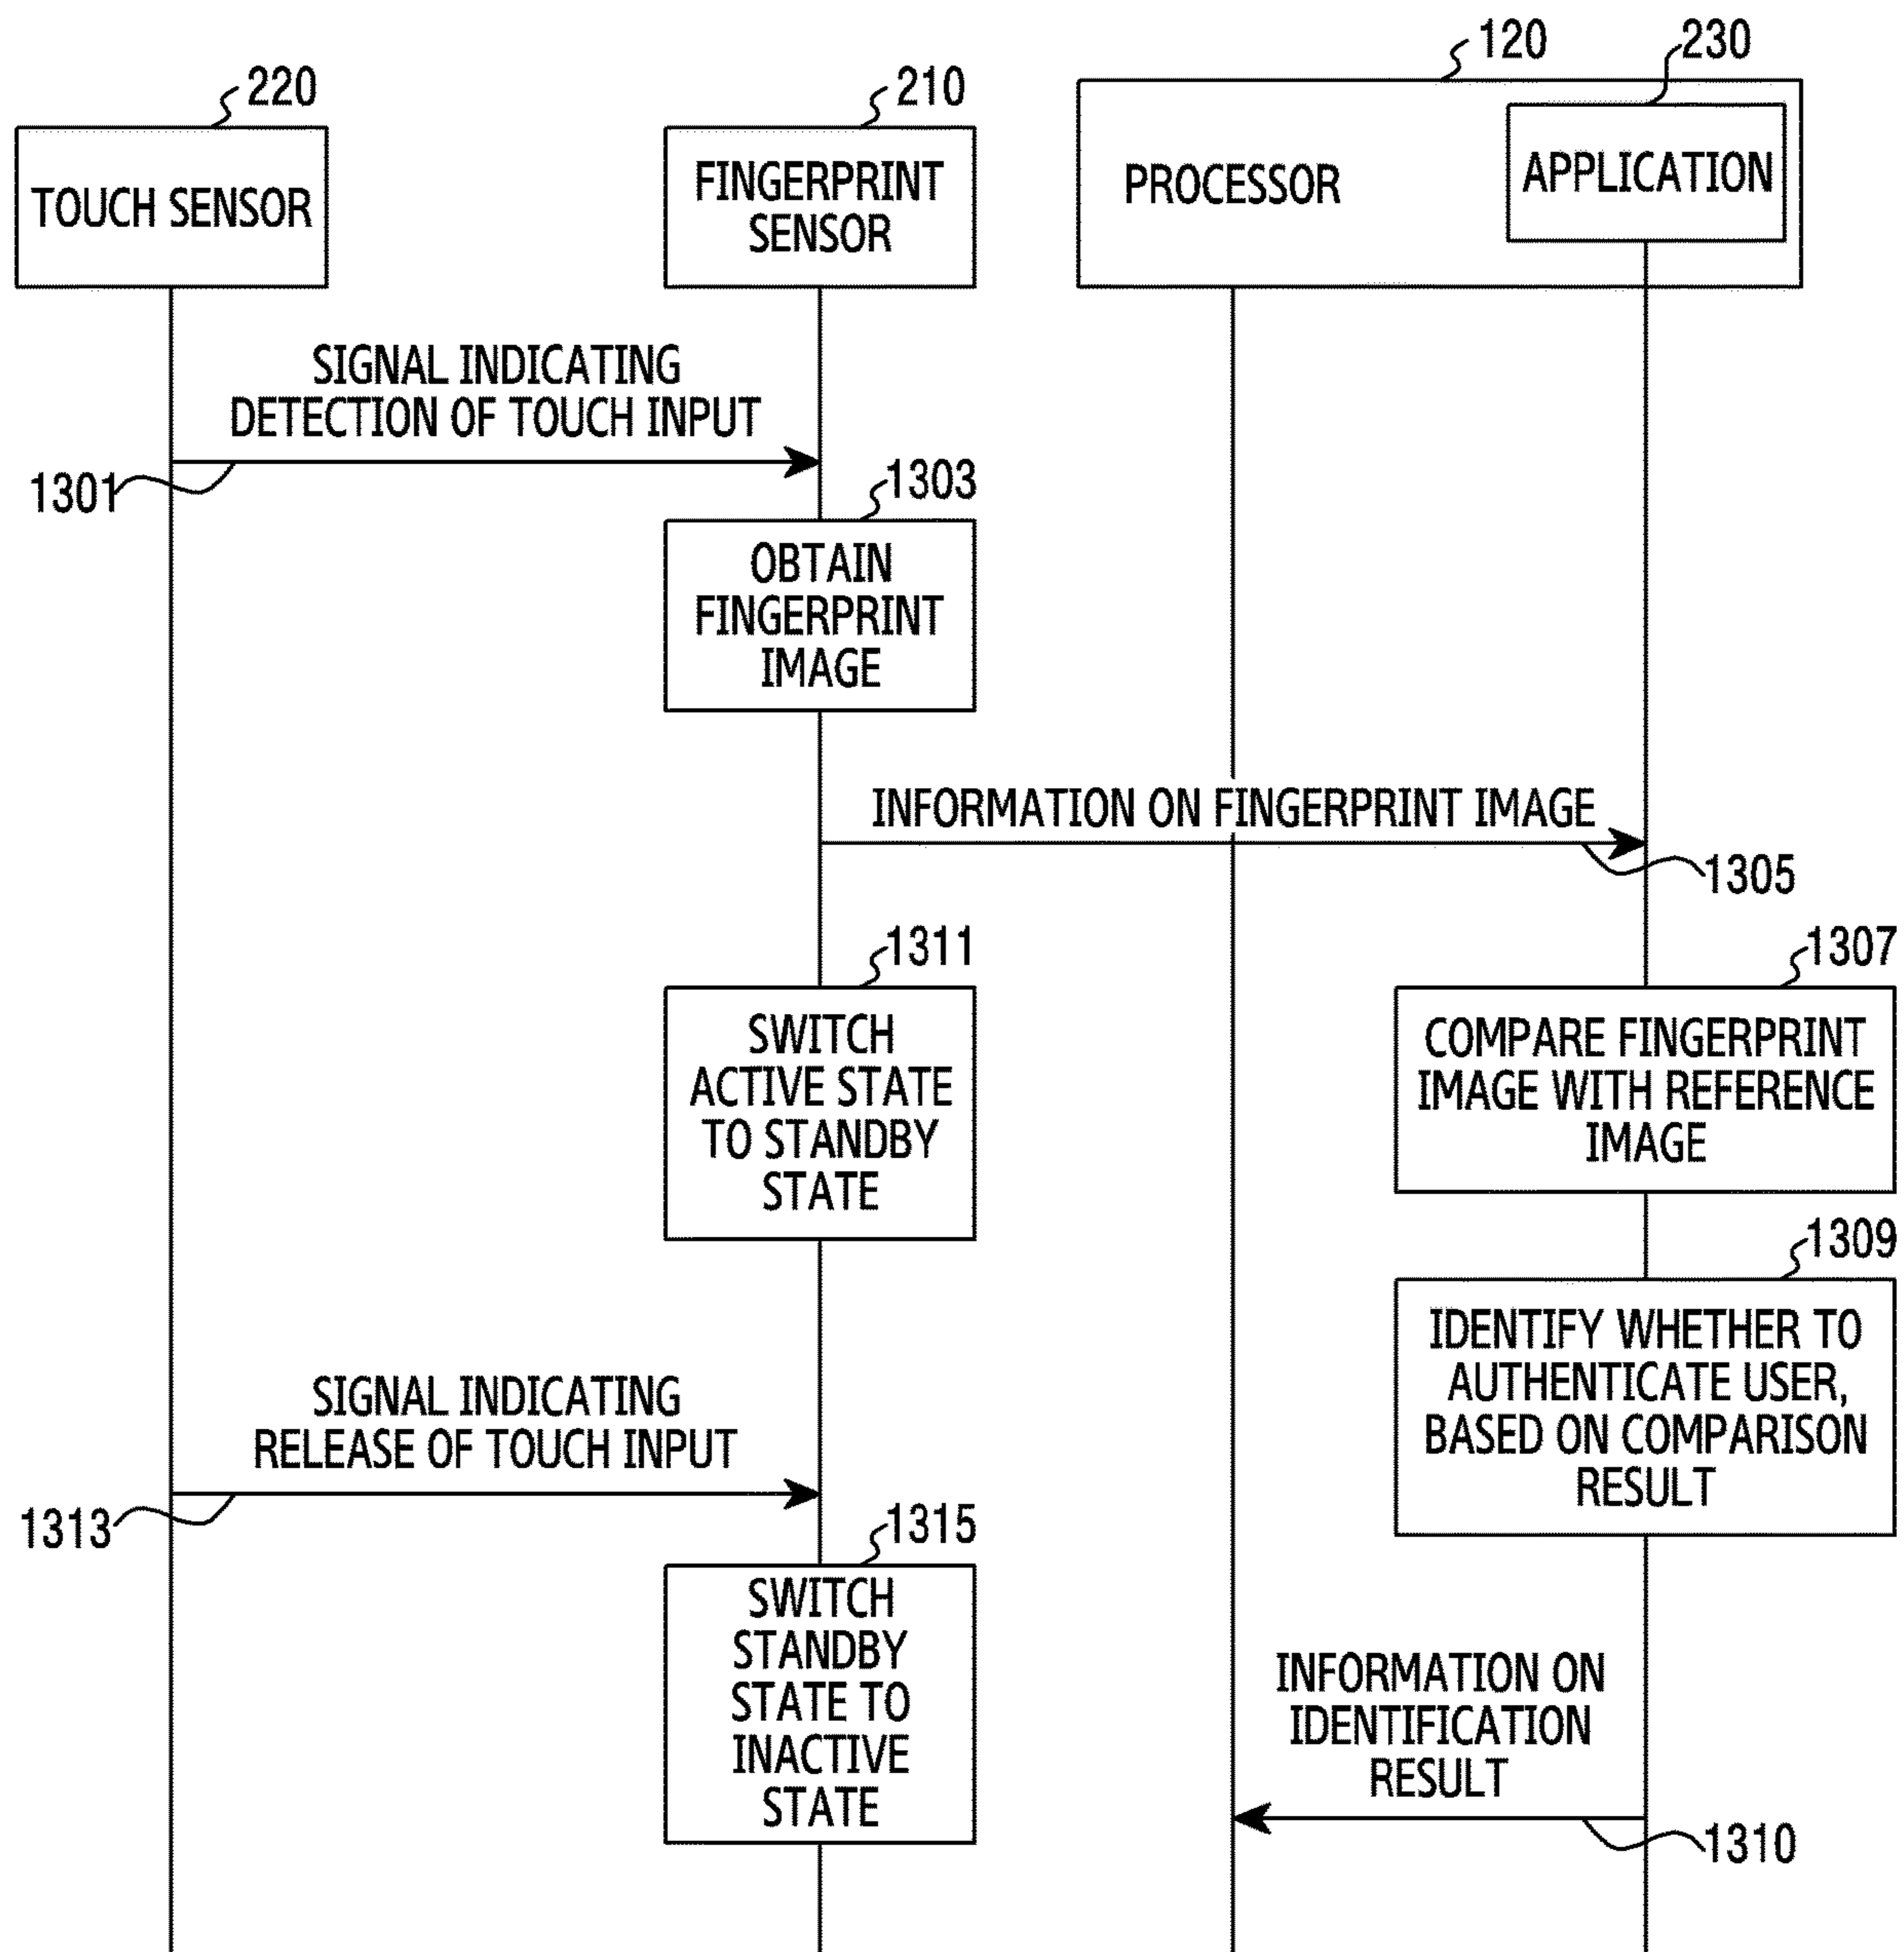 120
230
220
210
TOUCH SENSOR
FINGERPRINT
SENSOR
PROCESSOR
APPLICATION
SIGNAL INDICATING
DETECTION OF TOUCH INPUT
1301
1303
OBTAIN
FINGERPRINT
IMAGE
INFORMATION ON FINGERPRINT IMAGE
1305
1311
SWITCH
ACTIVE STATE
TO STANDBY
STATE
1307
COMPARE FINGERPRINT
IMAGE WITH REFERENCE
IMAGE
1309
IDENTIFY WHETHER TO
AUTHENTICATE USER,
BASED ON COMPARISON
RESULT
SIGNAL INDICATING
RELEASE OF TOUCH INPUT
1313
1315
SWITCH
STANDBY
STATE TO
INACTIVE
STATE
INFORMATION ON
IDENTIFICATION
RESULT
1310